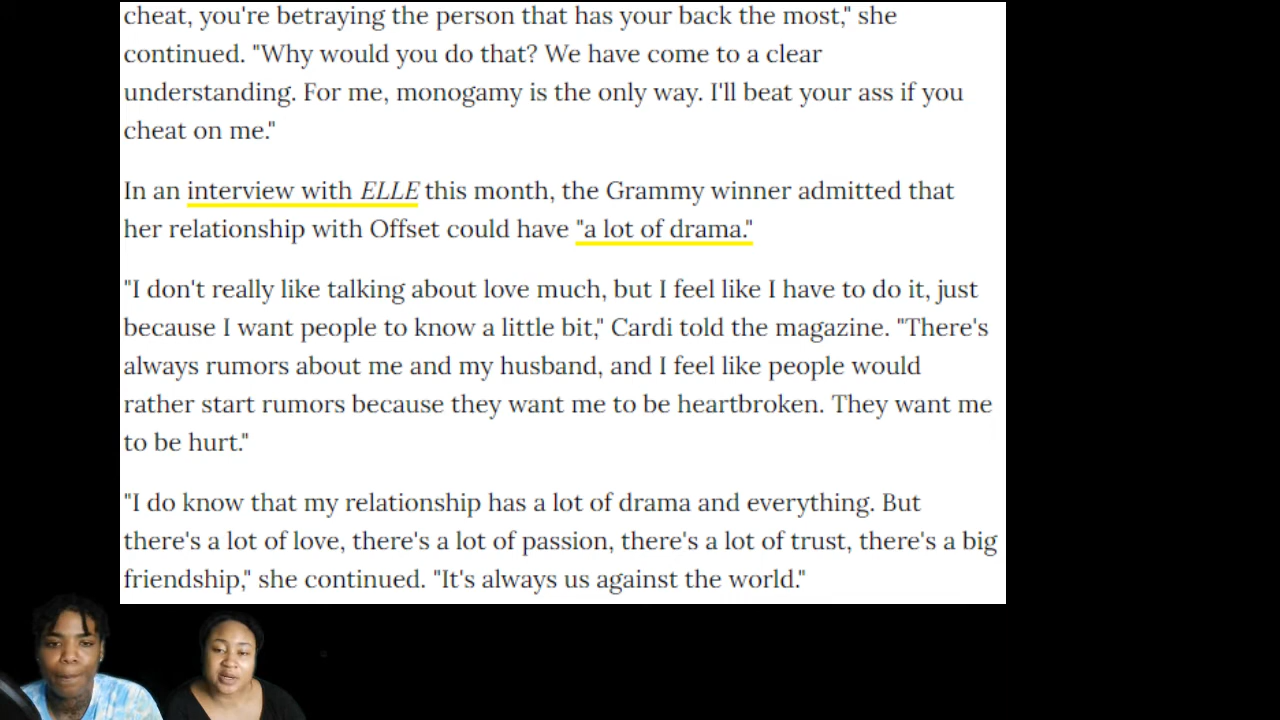 cheat, you're betraying the person that has your back the most," she
continued. "Why would you do that? We have come to a clear
understanding. For me, monogamy is the only way. I'll beat your ass if you
cheat on me."
In an interview with ELLE this month, the Grammy winner admitted that
her relationship with Offset could have "a lot of drama."
"I don't really like talking about love much, but I feel like I have to do it, just
because I want people to know a little bit," Cardi told the magazine. "There's
always rumors about me and my husband, and I feel like people would
rather start rumors because they want me to be heartbroken. They want me
to be hurt."
"I do know that my relationship has a lot of drama and everything. But
there's a lot of love, there's a lot of passion, there's a lot of trust, there's a big
friendship," she continued. "It's always us against the world."